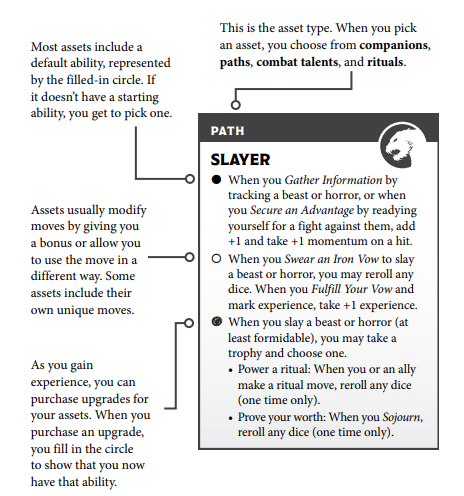 This is the asset type. When you pick
an asset, you choose from companions,
paths, combat talents, and rituals.
Most assets include a
default ability, represented
by the filled-in circle. If
it doesn't have a starting
ability, you get to pick one.
Assets usually modify
moves by giving you
a bonus or allow you
to use the move in a
different way. Some
assets include their
own unique moves.
As you gain
experience, you can
purchase upgrades for
your assets. When you
purchase an upgrade,
you fill in the circle
to show that you now
have that ability.
PATH
SLAYER
When you Gather Information by
tracking a beast or horror, or when
you Secure an Advantage by readying
yourself for a fight against them, add
+1 and take +1 momentum on a hit.
When you Swear an Iron Vow to slay
a beast or horror, you may reroll any
dice. When you Fulfill Your Vow and
mark experience, take +1 experience.
When you slay a beast or horror (at
least formidable), you may take a
trophy and choose one.
• Power a ritual: When you or an ally
make a ritual move, reroll any dice
(one time only).
• Prove your worth: When you Sojourn,
reroll any dice (one time only).